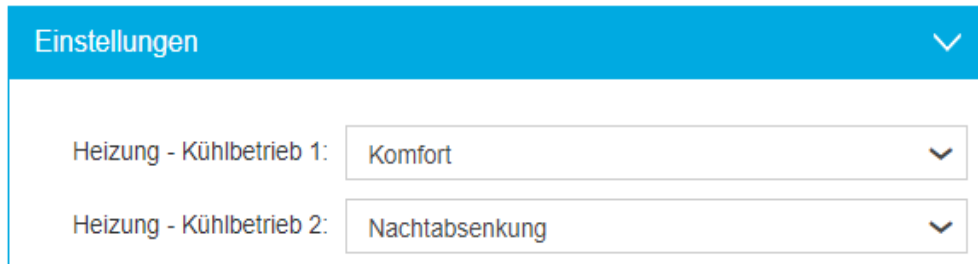 Einstellungen
Heizung - Kühlbetrieb 1: Komfort
Heizung - Kühlbetrieb 2: Nachtabsenkung